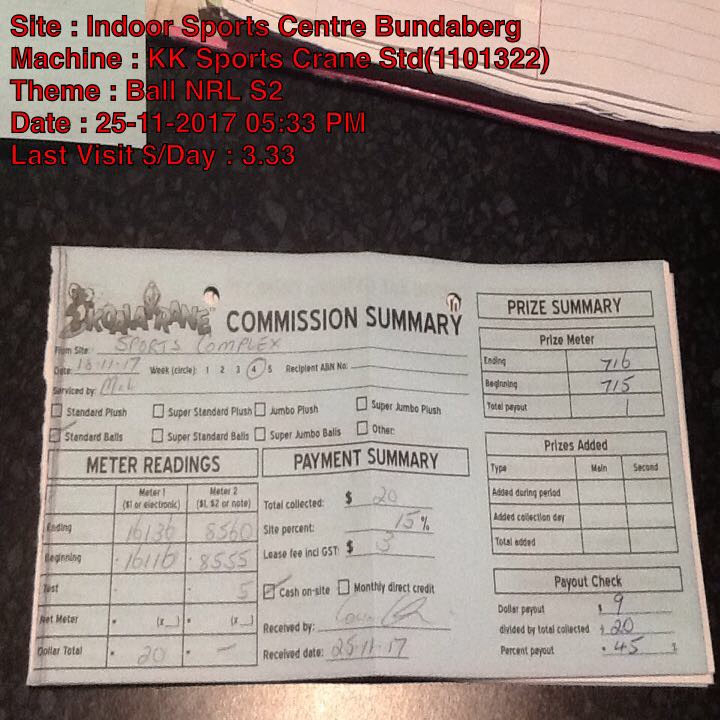 Site : Indoor Sports Centre Bundaberg
Machine : KK Sports Crane Std(1101322)
Theme : Ball NRL S2
Date : 25-11-2017 05:33 PM
Last Visit $/Day : 3.33
COMMISSION SUMMARY
From Site: SPORTS COMPLEX
Date: 18-11-17 Week (circle): 1 2 3 4 5 Recipient ABN No:
Serviced by: Mel
Standard Plush Super Standard Plush Jumbo Plush Super Jumbo Plush
Standard Balls Super Standard Balls Super Jumbo Balls Other:
METER READINGS
Meter 1 Meter 2
($1 or electronic) ($1, $2 or note)
Ending 16136 8560
Beginning 16116 8555
Test - 5
Net Meter (x__) (x__)
Dollar Total 20 -
PAYMENT SUMMARY
Total collected: $ 20
Site percent: 15%
Lease fee incl GST: $ 3
Cash on-site Monthly direct credit
Received by:
Received date: 25-11-17
PRIZE SUMMARY
Prize Meter
Ending 716
Beginning 715
Total payout 1
Prizes Added
Type Main Second
Added during period
Added collection day
Total added
Payout Check
Dollar payout $ 9
divided by total collected $ 20
Percent payout 45 %